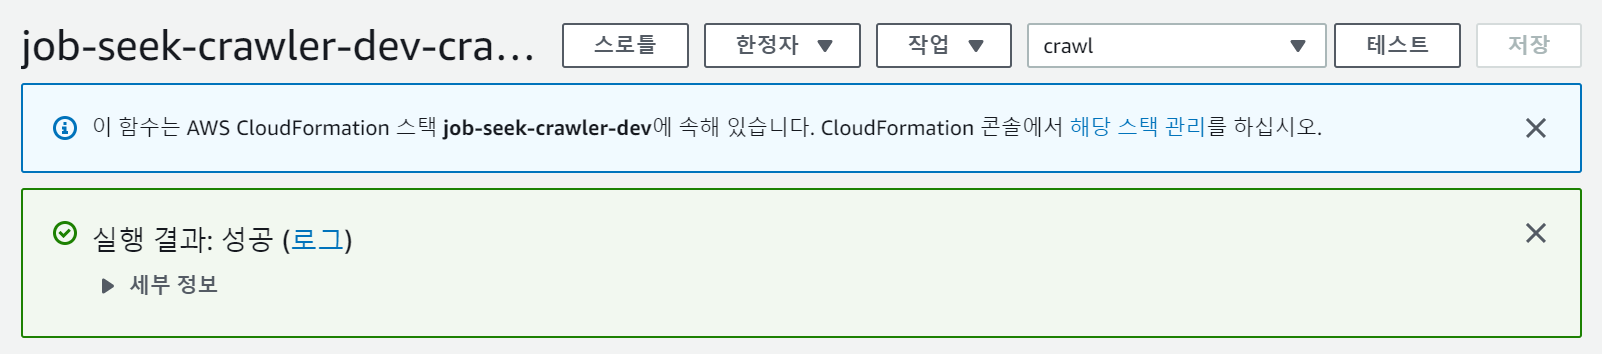 job-seek-crawler-dev-cra... 스로틀 한정자 작업 crawl 테스트 저장
이 함수는 AWS CloudFormation 스택 job-seek-crawler-dev에 속해 있습니다. CloudFormation 콘솔에서 해당 스택 관리를 하십시오.
실행 결과: 성공 (로그)
세부 정보